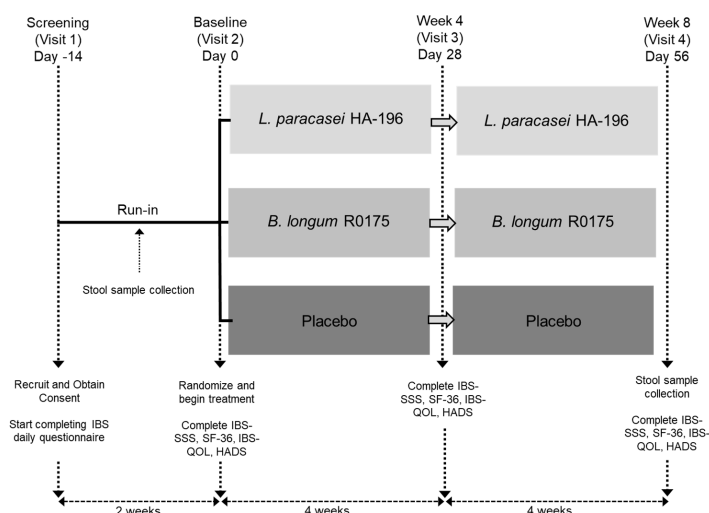 Screening
(Visit 1)
Day -14
Baseline
(Visit 2)
Day 0
Week 4
(Visit 3)
Day 28
Week 8
(Visit 4)
Day 56
L. paracasei HA-196
L. paracasei HA-196
Run-in
B. longum R0175
B. longum R0175
Stool sample collection
Placebo
Placebo
Recruit and Obtain
Consent
Start completing IBS
daily questionnaire
Randomize and
begin treatment
Complete IBS-
SSS, SF-36, IBS-
QOL, HADS
Complete IBS-
SSS, SF-36, IBS-
QOL, HADS
Stool sample
collection
Complete IBS-
SSS, SF-36, IBS-
QOL, HADS
2 weeks
4 weeks
4 weeks